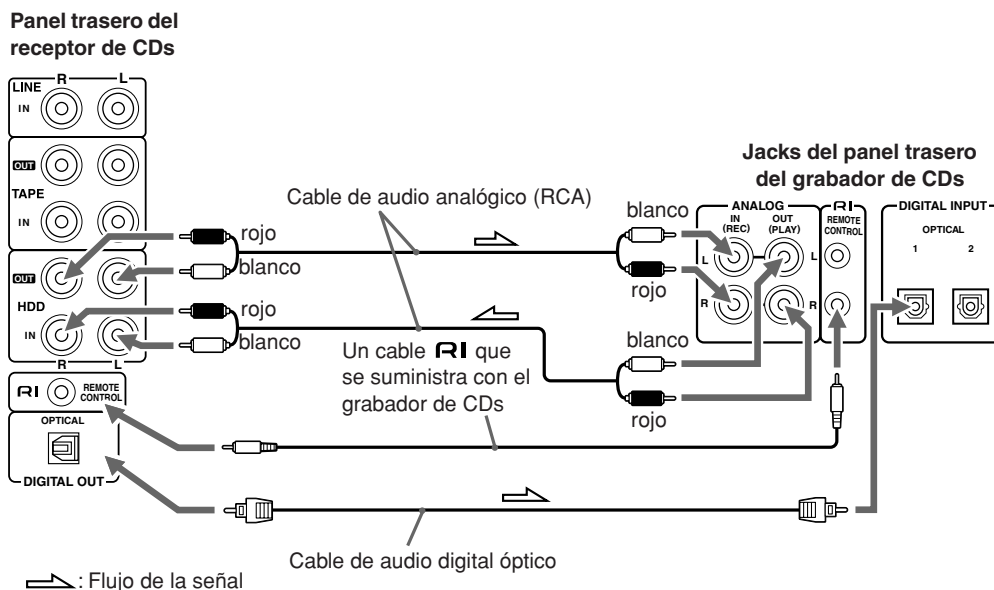 Panel trasero del
receptor de CDs
R L
LINE
IN
OUT
TAPE
IN
OUT
HDD
IN
R L
RI REMOTE
CONTROL
OPTICAL
DIGITAL OUT
Cable de audio analógico (RCA)
rojo
blanco
rojo
blanco
Un cable RI que
se suministra con el
grabador de CDs
Cable de audio digital óptico
blanco
rojo
blanco
rojo
Jacks del panel trasero
del grabador de CDs
ANALOG
IN
(REC)
OUT
(PLAY)
L
R
L
R
RI
REMOTE
CONTROL
DIGITAL INPUT
OPTICAL
1 2
: Flujo de la señal